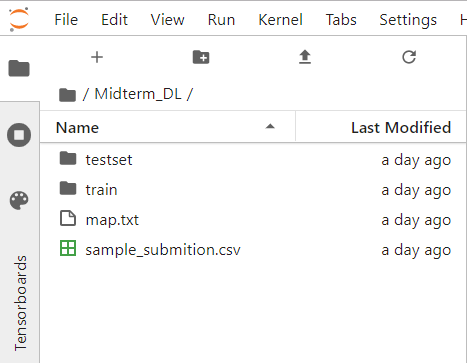 File Edit View Run Kernel Tabs Settings
/ Midterm_DL /
Name Last Modified
testset a day ago
train a day ago
map.txt a day ago
sample_submition.csv a day ago
Tensorboards